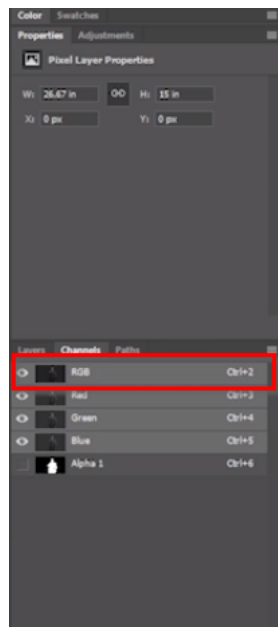 Color Swatches
Properties Adjustments
Pixel Layer Properties
W: 26.67 in H: 15 in
X: 0 px Y: 0 px
Layers Channels Paths
RGB Ctrl+2
Red Ctrl+3
Green Ctrl+4
Blue Ctrl+5
Alpha 1 Ctrl+6